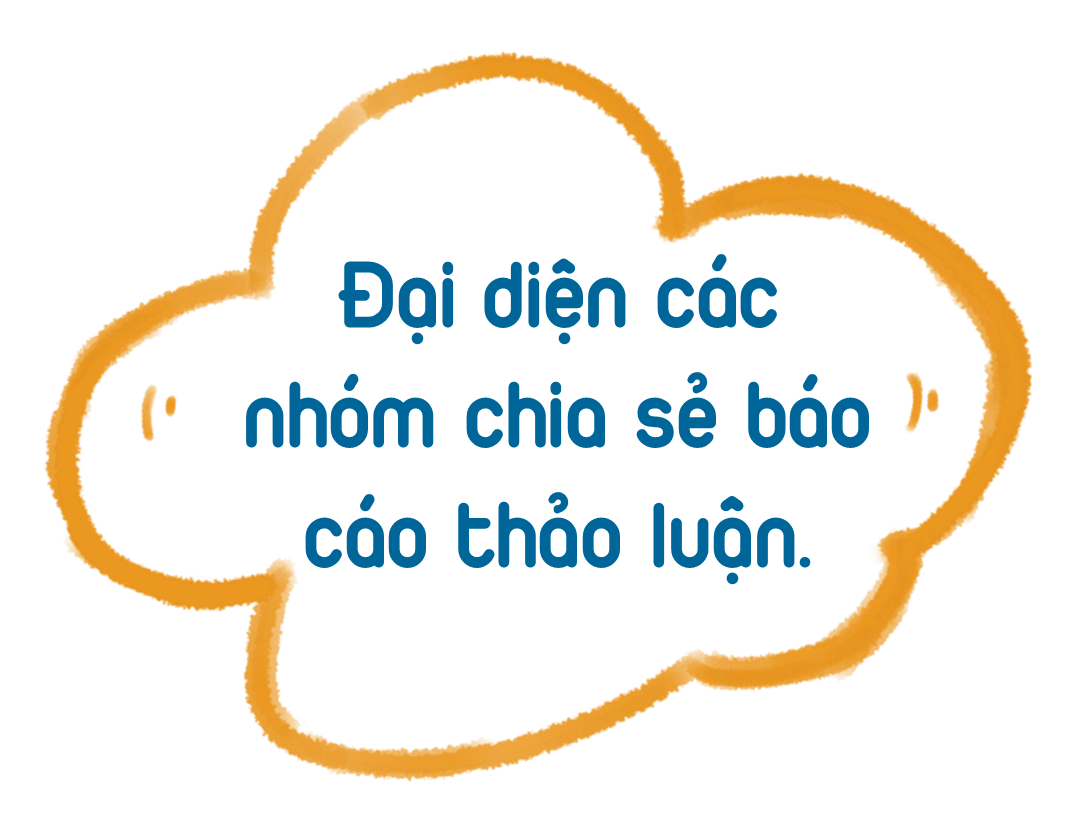 Đại diện các
nhóm chia sẻ báo
cáo thảo luận.